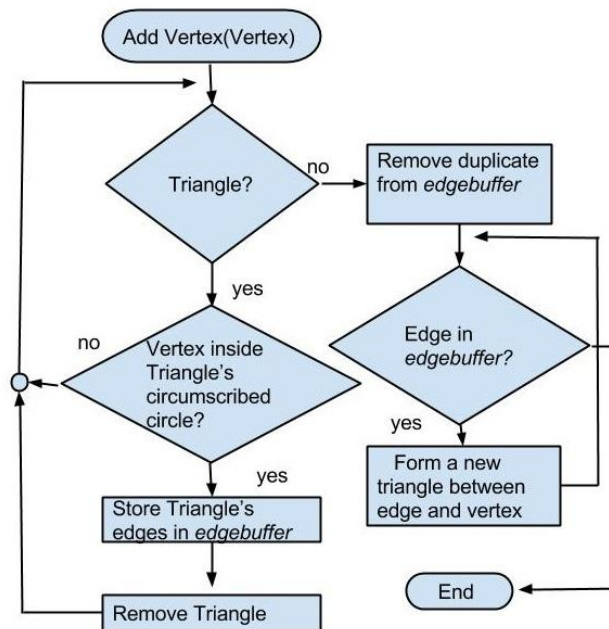 Add Vertex(Vertex)
Triangle?
no
Remove duplicate
from edgebuffer
yes
no
Vertex inside
Triangle's
circumscribed
circle?
Edge in
edgebuffer?
yes
yes
Store Triangle's
edges in edgebuffer
Form a new
triangle between
edge and vertex
Remove Triangle
End